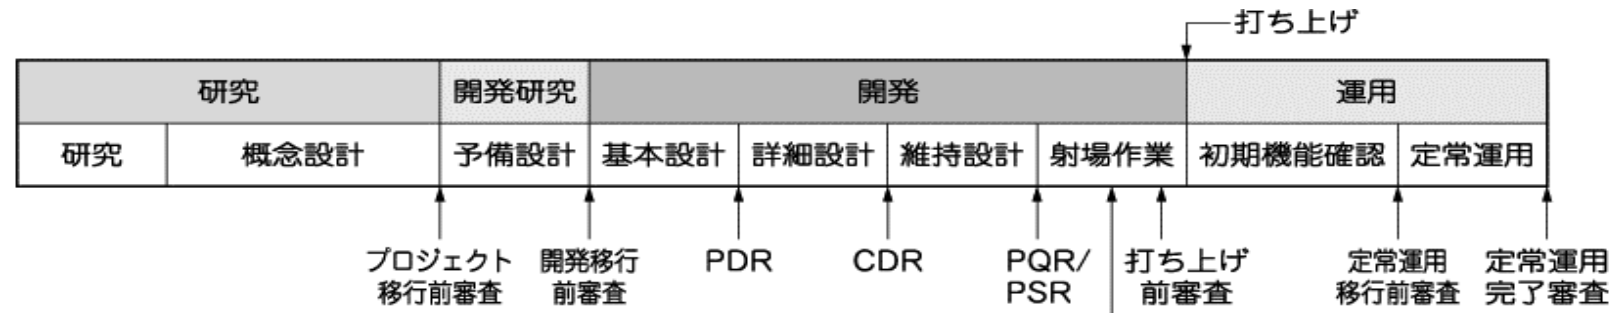 打ち上げ
研究 開発研究 開発 運用
研究 概念設計 予備設計 基本設計 詳細設計 維持設計 射場作業 初期機能確認 定常運用
プロジェクト
移行前審査
開発移行
前審査
PDR
CDR
PQR/
PSR
打ち上げ
前審査
定常運用
移行前審査
定常運用
完了審査